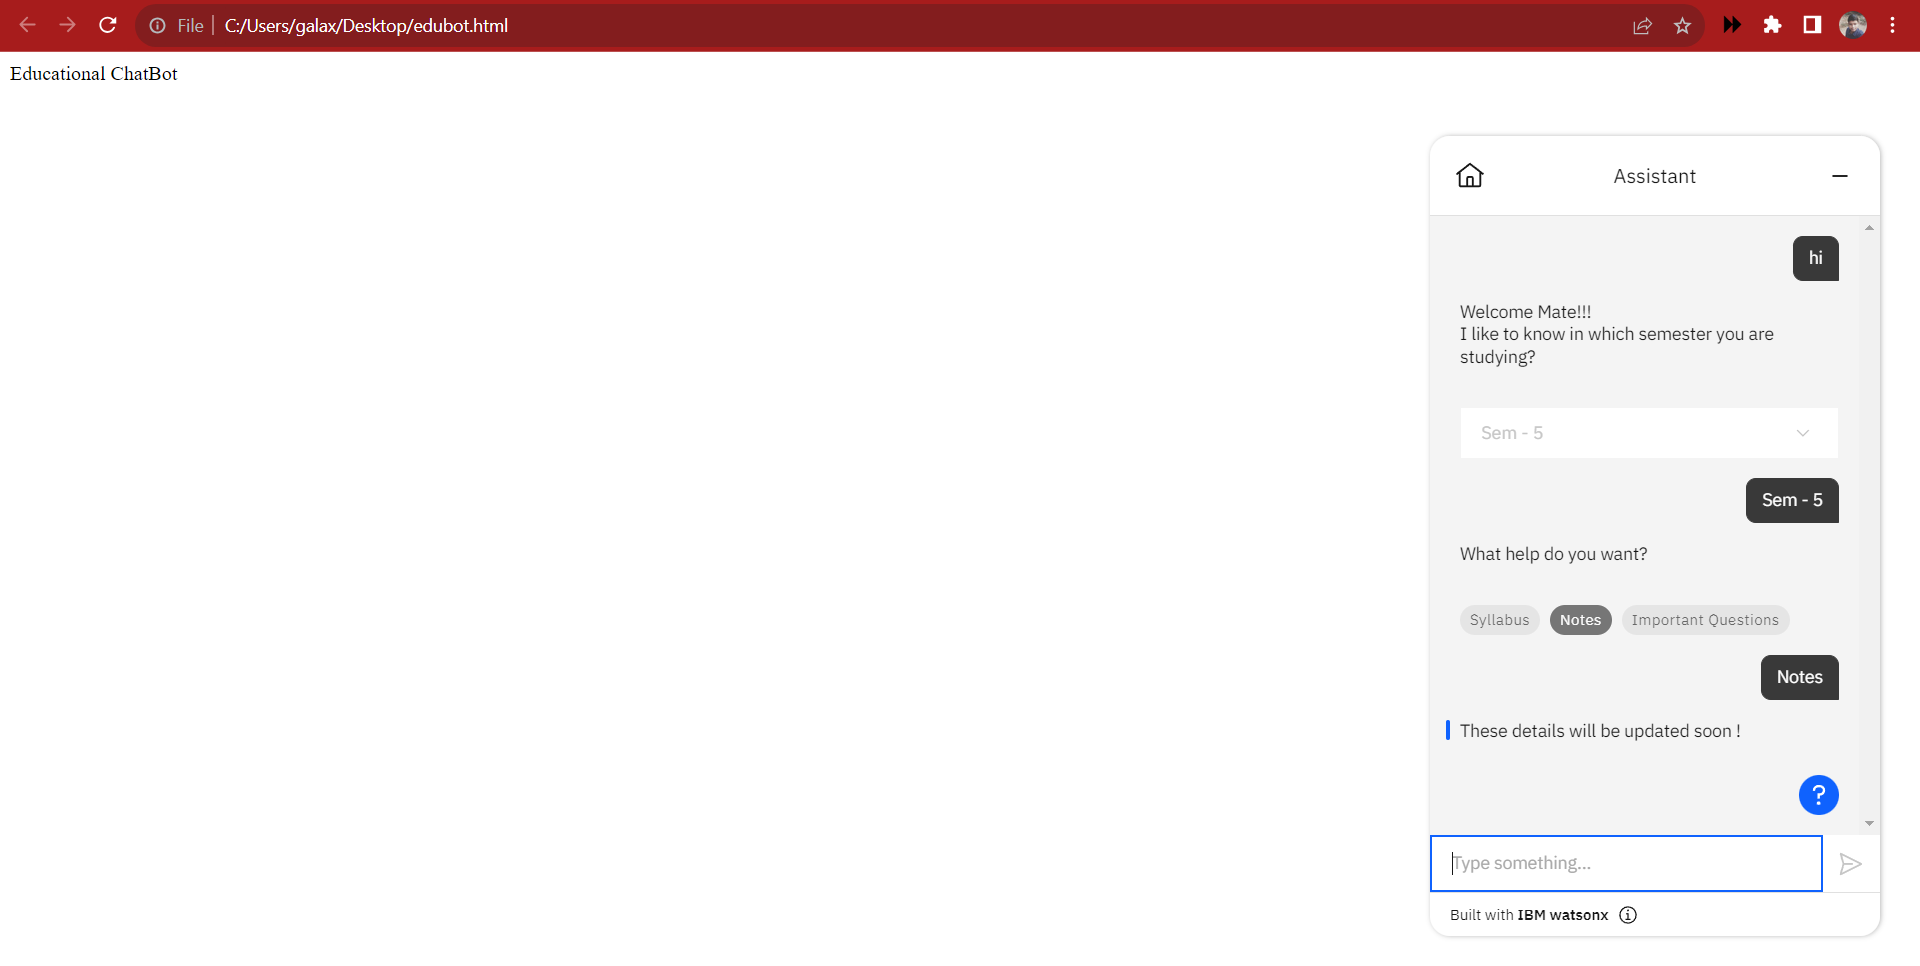 File | C:/Users/galax/Desktop/edubot.html
Educational ChatBot
Assistant
hi
Welcome Mate!!!
I like to know in which semester you are
studying?
Sem - 5
Sem - 5
What help do you want?
Syllabus Notes Important Questions
Notes
These details will be updated soon !
?
Type something...
Built with IBM watsonx